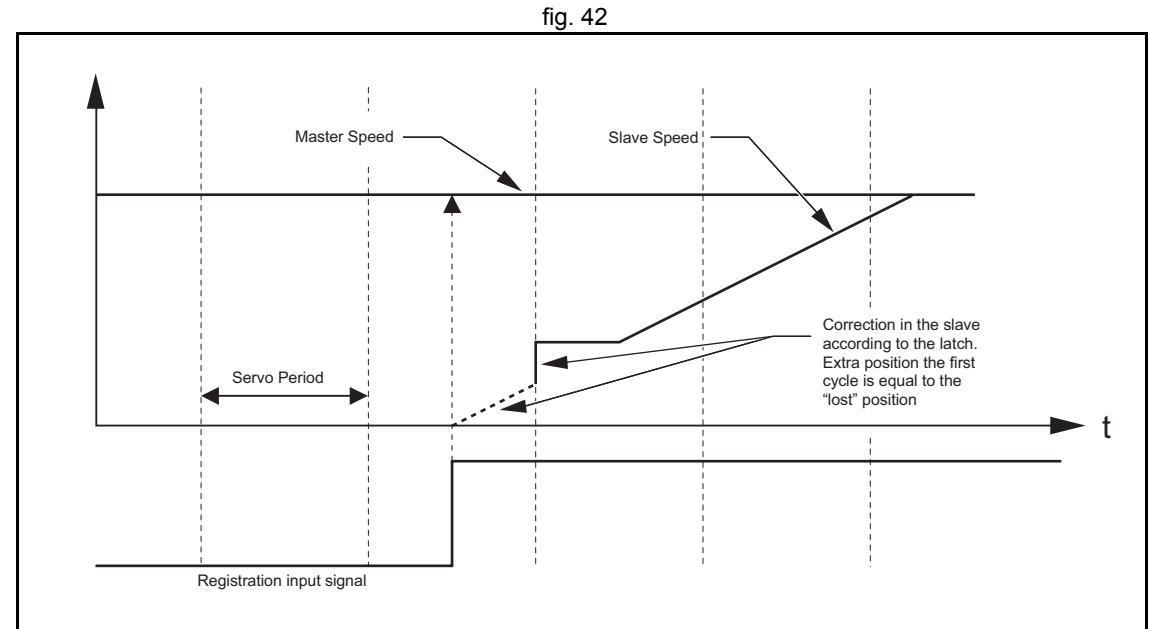 fig. 42
Master Speed
Slave Speed
Correction in the slave
according to the latch.
Extra position the first
cycle is equal to the
“lost” position
Servo Period
t
Registration input signal